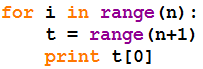 for i in range(n):
    t = range(n+1)
    print t[0]